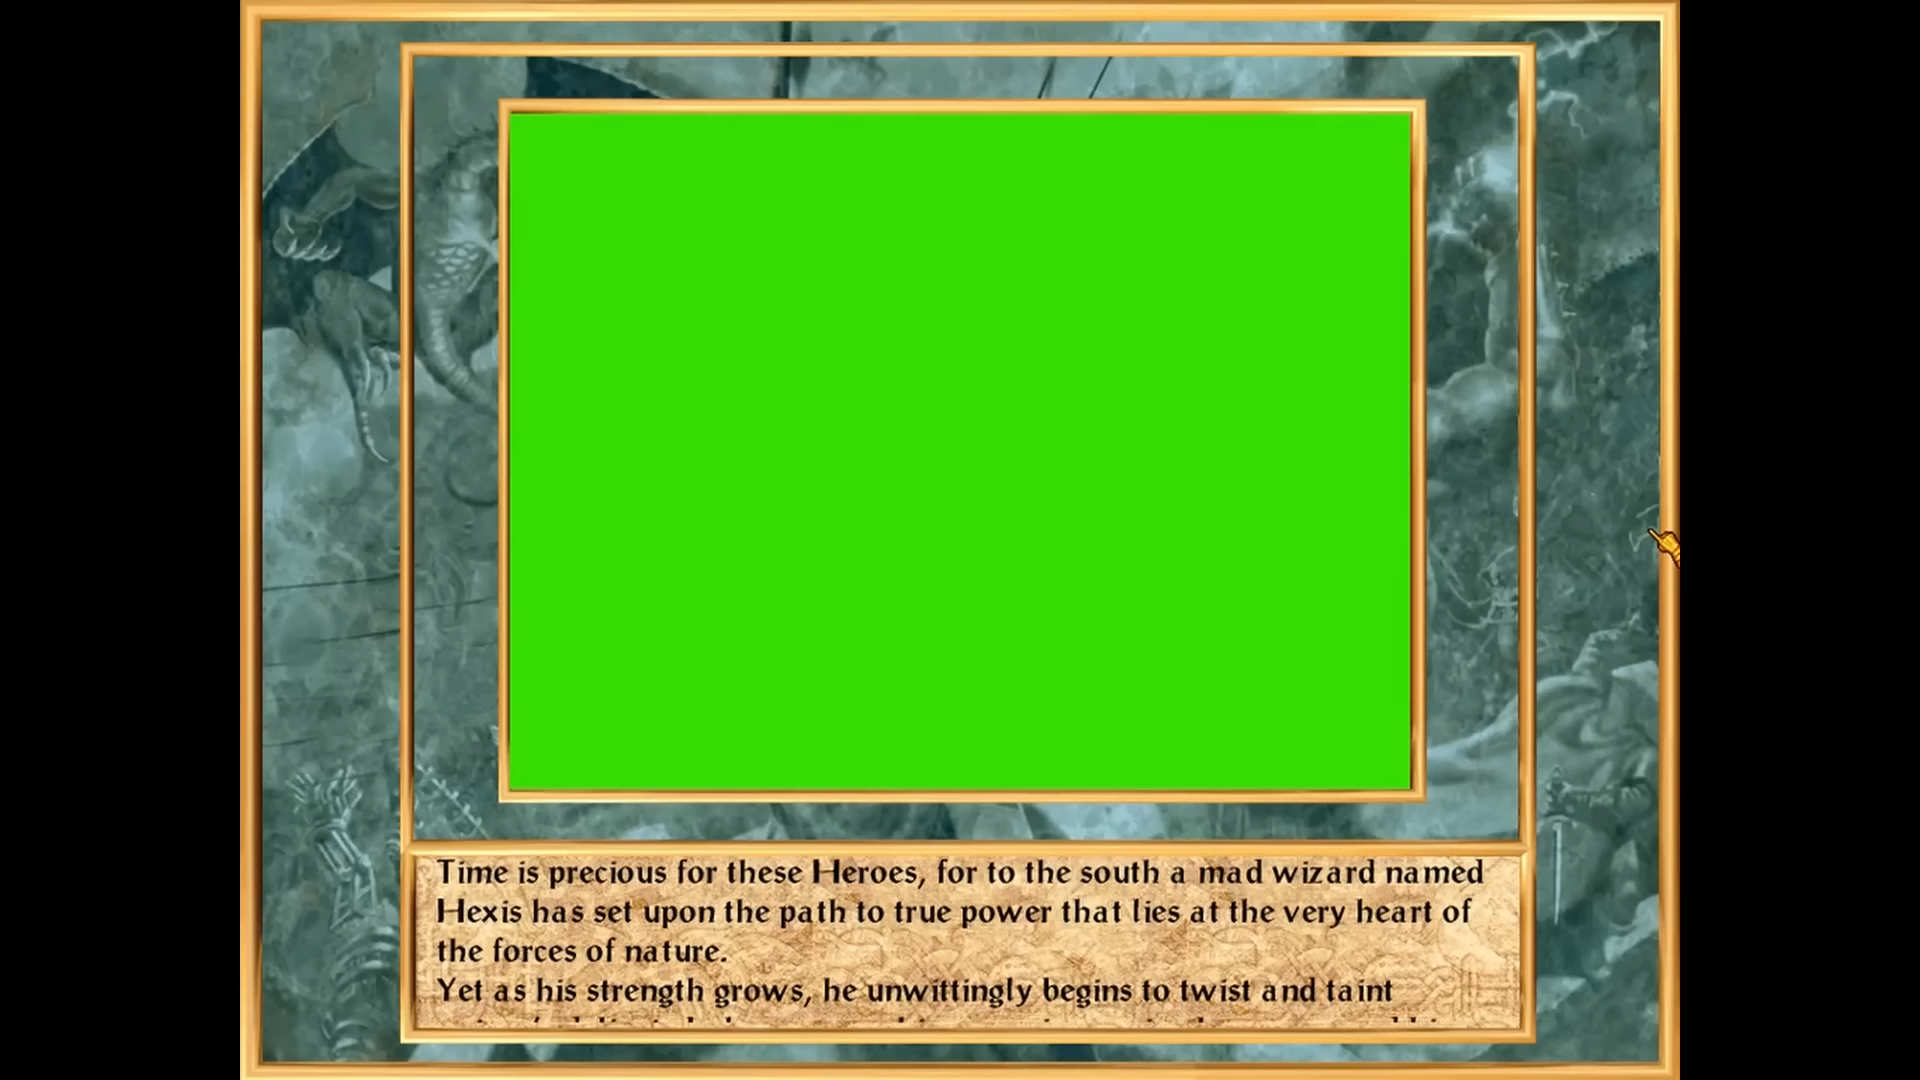 Time is precious for these Heroes, for to the south a mad wizard named
Hexis has set upon the path to true power that lies at the very heart of
the forces of nature.
Yet as his strength grows, he unwittingly begins to twist and taint